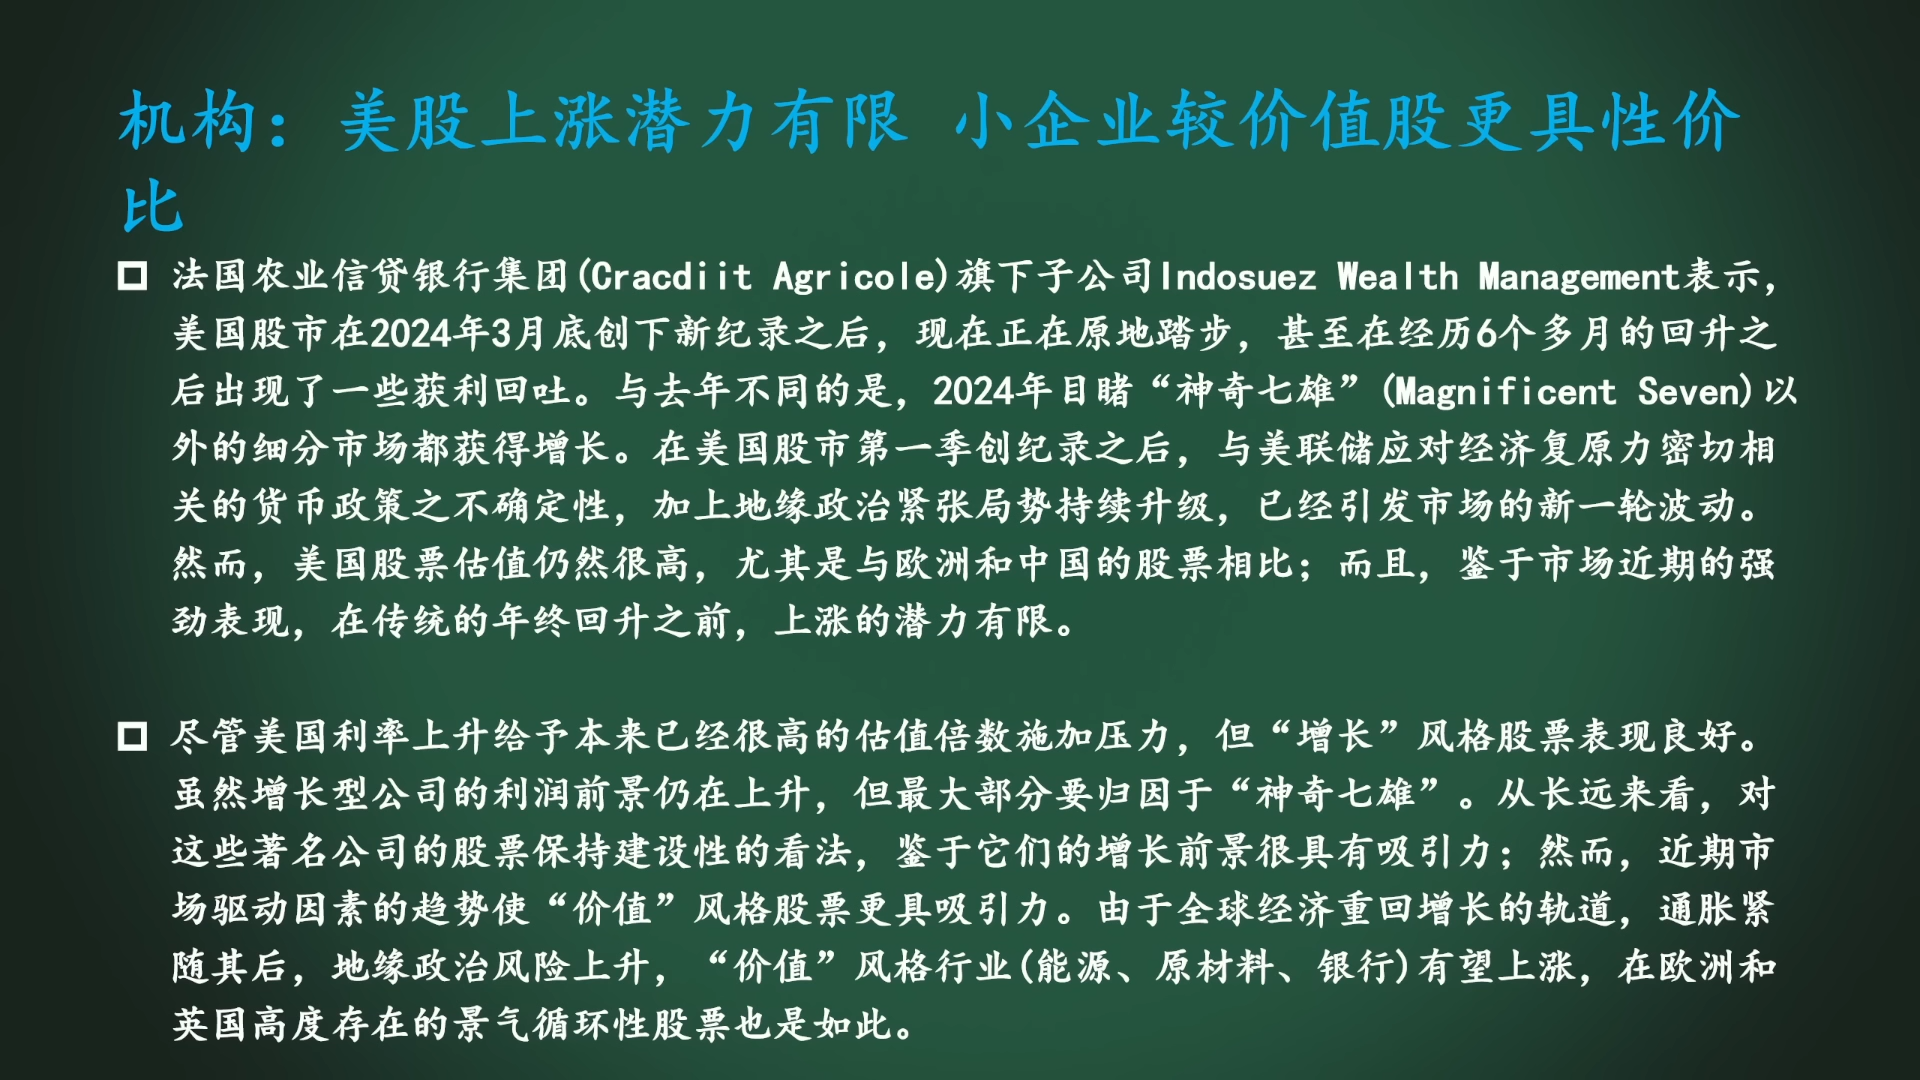 机构：美股上涨潜力有限 小企业较价值股更具性价
比
法国农业信贷银行集团(Cracdiit Agricole)旗下子公司Indosuez Wealth Management表示，
美国股市在2024年3月底创下新纪录之后，现在正在原地踏步，甚至在经历6个多月的回升之
后出现了一些获利回吐。与去年不同的是，2024年目睹“神奇七雄”(Magnificent Seven)以
外的细分市场都获得增长。在美国股市第一季创纪录之后，与美联储应对经济复原力密切相
关的货币政策之不确定性，加上地缘政治紧张局势持续升级，已经引发市场的新一轮波动。
然而，美国股票估值仍然很高，尤其是与欧洲和中国的股票相比；而且，鉴于市场近期的强
劲表现，在传统的年终回升之前，上涨的潜力有限。
尽管美国利率上升给予本来已经很高的估值倍数施加压力，但“增长”风格股票表现良好。
虽然增长型公司的利润前景仍在上升，但最大部分要归因于“神奇七雄”。从长远来看，对
这些著名公司的股票保持建设性的看法，鉴于它们的增长前景很具有吸引力；然而，近期市
场驱动因素的趋势使“价值”风格股票更具吸引力。由于全球经济重回增长的轨道，通胀紧
随其后，地缘政治风险上升，“价值”风格行业(能源、原材料、银行)有望上涨，在欧洲和
英国高度存在的景气循环性股票也是如此。